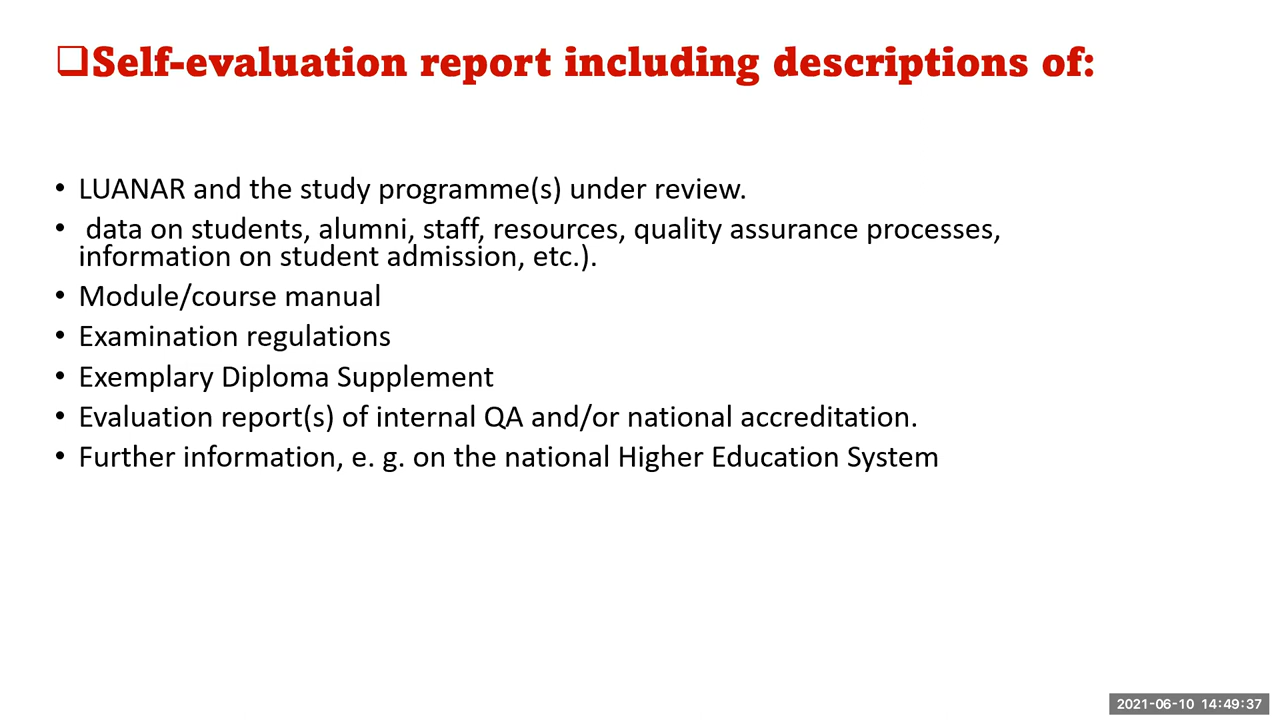 ❑Self-evaluation report including descriptions of:
• LUANAR and the study programme(s) under review.
• data on students, alumni, staff, resources, quality assurance processes,
information on student admission, etc.).
• Module/course manual
• Examination regulations
• Exemplary Diploma Supplement
• Evaluation report(s) of internal QA and/or national accreditation.
• Further information, e. g. on the national Higher Education System
2021-06-10 14:49:37